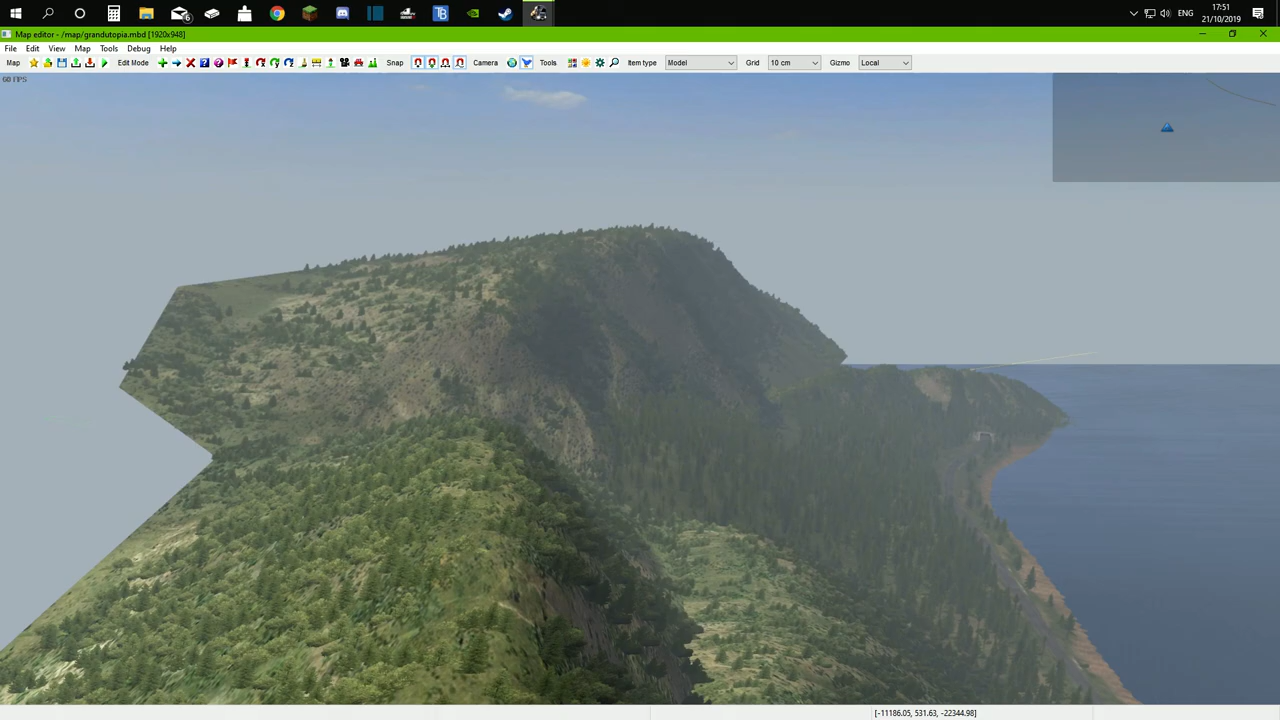 6
TB
ENG
17:51
21/10/2019
Map editor - /map/grandutopia.mbd [1920x948]
File Edit View Map Tools Debug Help
Map Edit Mode Snap Camera Tools Item type Model Grid 10 cm Gizmo Local
60 FPS
[-11186.05, 531.63, -22344.98]